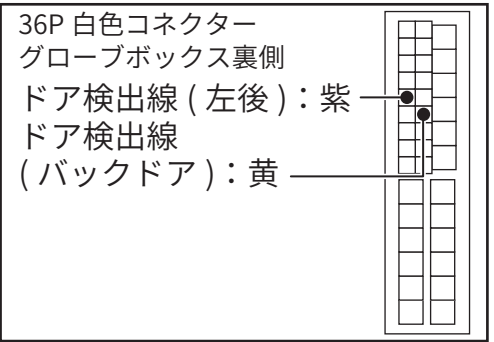 36P 白色コネクター
グローブボックス裏側
ドア検出線 ( 左後 )：紫
ドア検出線
( バックドア )：黄